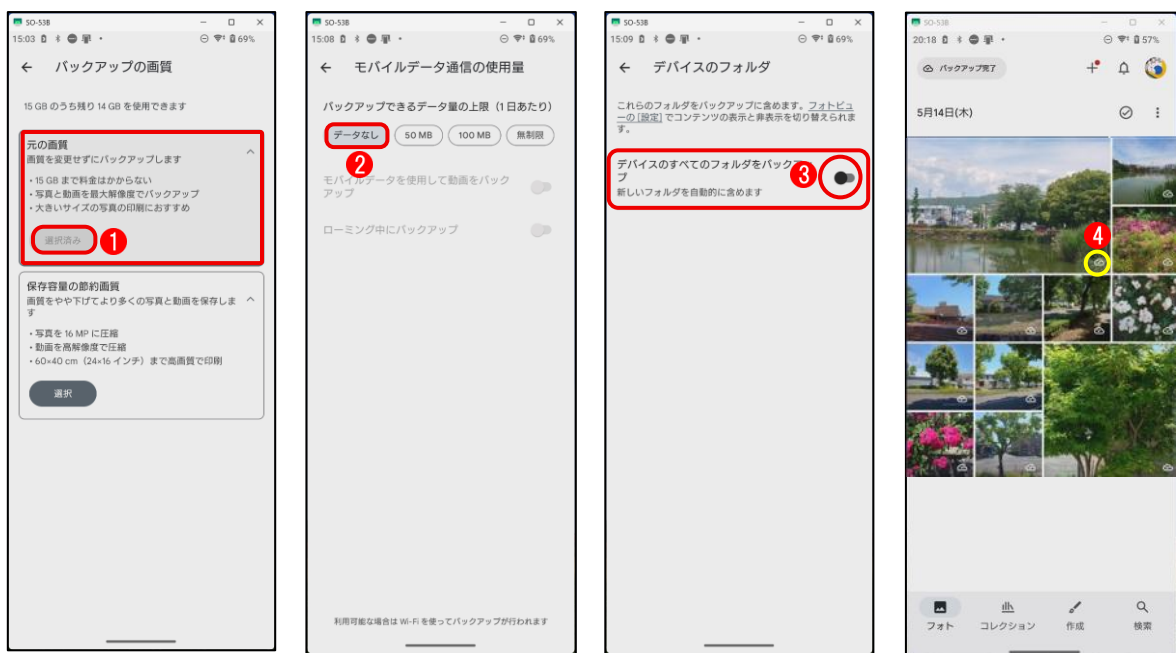 SO-53B
15:03
69%
バックアップの画質
15 GB のうち残り 14 GB を使用できます
元の画質
画質を変更せずにバックアップします
・15 GB まで料金はかからない
・写真と動画を最大解像度でバックアップ
・大きいサイズの写真の印刷におすすめ
選択済み
1
保存容量の節約画質
画質をやや下げてより多くの写真と動画を保存しま
す
・写真を 16 MP に圧縮
・動画を高解像度で圧縮
・60×40 cm（24×16 インチ）まで高画質で印刷
選択
SO-53B
15:08
69%
モバイルデータ通信の使用量
バックアップできるデータ量の上限（1 日あたり）
データなし
50 MB
100 MB
無制限
2
モバイルデータを使用して動画をバック
アップ
ローミング中にバックアップ
利用可能な場合は Wi-Fi を使ってバックアップが行われます
SO-53B
15:09
69%
デバイスのフォルダ
これらのフォルダをバックアップに含めます。フォトビュ
ーの [設定] でコンテンツの表示と非表示を切り替えられま
す。
デバイスのすべてのフォルダをバックア
プ
3
新しいフォルダを自動的に含めます
SO-53B
20:18
57%
バックアップ完了
5月14日(木)
4
フォト
コレクション
作成
検索